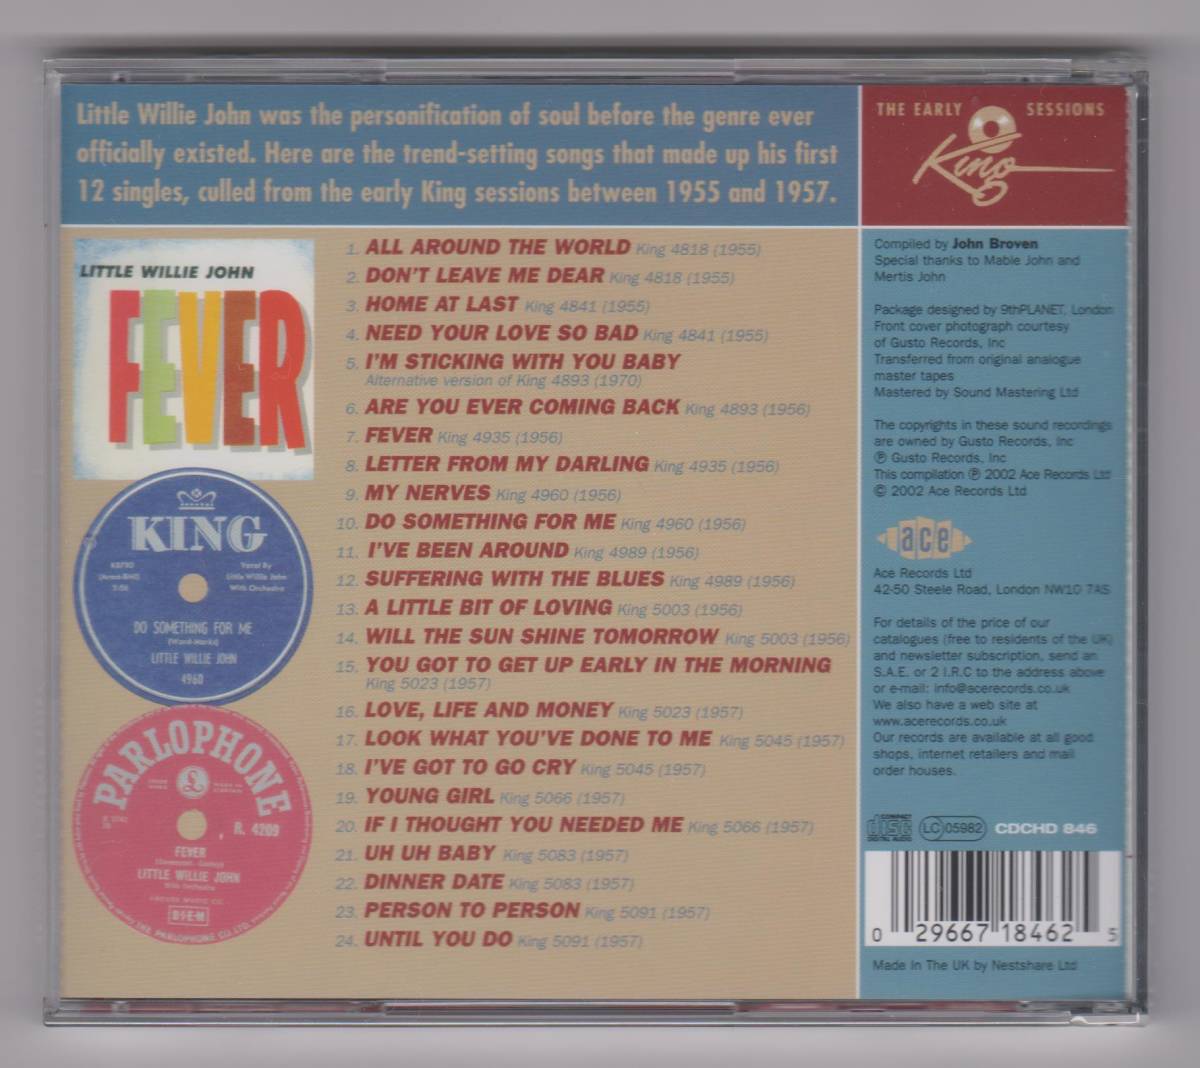 Little Willie John was the personification of soul before the genre ever
officially existed. Here are the trend-setting songs that made up his first
12 singles, culled from the early King sessions between 1955 and 1957.
THE EARLY SESSIONS
King
LITTLE WILLIE JOHN
FEVER
KING
K8790
Vocal By
Little Willie John
With Orchestra
DO SOMETHING FOR ME
LITTLE WILLIE JOHN
4960
PARLOPHONE
R. 4209
FEVER
LITTLE WILLIE JOHN
With Orchestra
B·I·E·M
1. ALL AROUND THE WORLD King 4818 (1955)
2. DON'T LEAVE ME DEAR King 4818 (1955)
3. HOME AT LAST King 4841 (1955)
4. NEED YOUR LOVE SO BAD King 4841 (1955)
5. I'M STICKING WITH YOU BABY
Alternative version of King 4893 (1970)
6. ARE YOU EVER COMING BACK King 4893 (1956)
7. FEVER King 4935 (1956)
8. LETTER FROM MY DARLING King 4935 (1956)
9. MY NERVES King 4960 (1956)
10. DO SOMETHING FOR ME King 4960 (1956)
11. I'VE BEEN AROUND King 4989 (1956)
12. SUFFERING WITH THE BLUES King 4989 (1956)
13. A LITTLE BIT OF LOVING King 5003 (1956)
14. WILL THE SUN SHINE TOMORROW King 5003 (1956)
15. YOU GOT TO GET UP EARLY IN THE MORNING
King 5023 (1957)
16. LOVE, LIFE AND MONEY King 5023 (1957)
17. LOOK WHAT YOU'VE DONE TO ME King 5045 (1957)
18. I'VE GOT TO GO CRY King 5045 (1957)
19. YOUNG GIRL King 5066 (1957)
20. IF I THOUGHT YOU NEEDED ME King 5066 (1957)
21. UH UH BABY King 5083 (1957)
22. DINNER DATE King 5083 (1957)
23. PERSON TO PERSON King 5091 (1957)
24. UNTIL YOU DO King 5091 (1957)
Compiled by John Broven
Special thanks to Mable John and
Mertis John
Package designed by 9thPLANET, London
Front cover photograph courtesy
of Gusto Records, Inc
Transferred from original analogue
master tapes
Mastered by Sound Mastering Ltd
The copyrights in these sound recordings
are owned by Gusto Records, Inc
℗ Gusto Records, Inc
This compilation ℗ 2002 Ace Records Ltd
© 2002 Ace Records Ltd
ace
Ace Records Ltd
42-50 Steele Road, London NW10 7AS
For details of the price of our
catalogues (free to residents of the UK)
and newsletter subscription, send an
S.A.E. or 2 I.R.C to the address above
or e-mail: info@acerecords.co.uk
We also have a web site at
www.acerecords.co.uk
Our records are available at all good
shops, internet retailers and mail
order houses.
COMPACT disc DIGITAL AUDIO LC 05982 CDCHD 846
0 29667 18462 5
Made In The UK by Nestshare Ltd